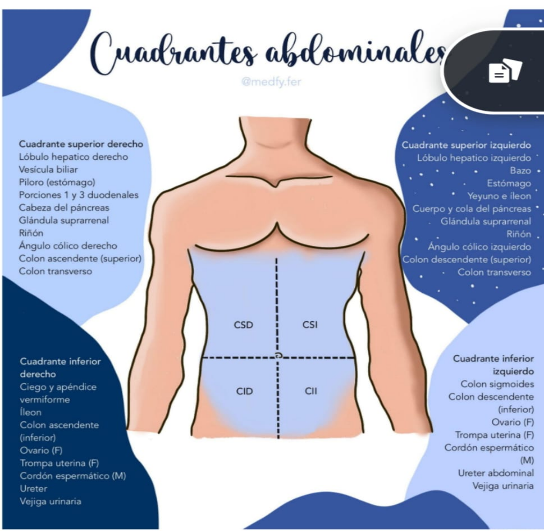 Cuadrantes abdominales
@medfy.fer
Cuadrante superior derecho
Lóbulo hepatico derecho
Vesícula biliar
Piloro (estómago)
Porciones 1 y 3 duodenales
Cabeza del páncreas
Glándula suprarrenal
Riñón
Ángulo cólico derecho
Colon ascendente (superior)
Colon transverso
Cuadrante superior izquierdo
Lóbulo hepatico izquierdo
Bazo
Estómago
Yeyuno e íleon
Cuerpo y cola del páncreas
Glándula suprarrenal
Riñón
Ángulo cólico izquierdo
Colon descendente (superior)
Colon transverso
CSD
CSI
CID
CII
Cuadrante inferior
derecho
Ciego y apéndice
vermiforme
Íleon
Colon ascendente
(inferior)
Ovario (F)
Trompa uterina (F)
Cordón espermático (M)
Ureter
Vejiga urinaria
Cuadrante inferior
izquierdo
Colon sigmoides
Colon descendente
(inferior)
Ovario (F)
Trompa uterina (F)
Cordón espermático
(M)
Ureter abdominal
Vejiga urinaria